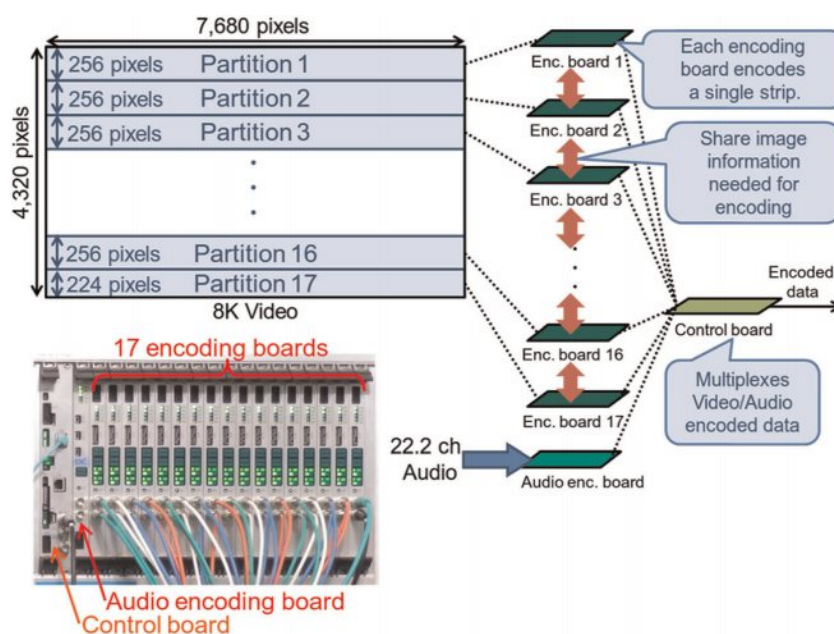 7,680 pixels
4,320 pixels
256 pixels Partition 1
256 pixels Partition 2
256 pixels Partition 3
256 pixels Partition 16
224 pixels Partition 17
8K Video
Enc. board 1
Enc. board 2
Enc. board 3
Enc. board 16
Enc. board 17
22.2 ch
Audio
Audio enc. board
Each encoding
board encodes
a single strip.
Share image
information
needed for
encoding
Encoded
data
Control board
Multiplexes
Video/Audio
encoded data
17 encoding boards
Audio encoding board
Control board